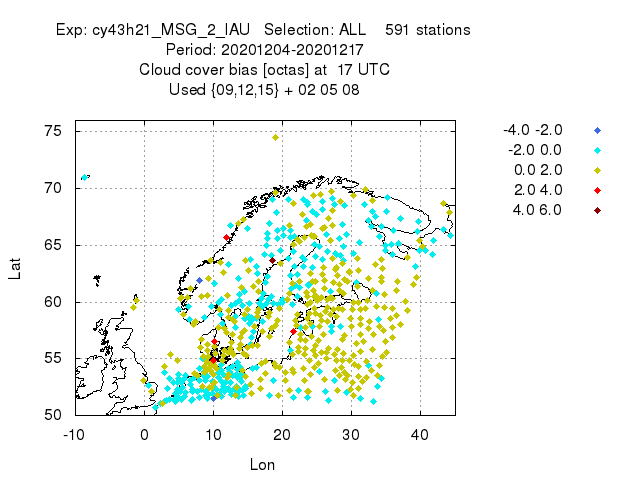 Exp: cy43h21_MSG_2_IAU Selection: ALL 591 stations
Period: 20201204-20201217
Cloud cover bias [octas] at 17 UTC
Used {09,12,15} + 02 05 08
-4.0 -2.0
-2.0 0.0
0.0 2.0
2.0 4.0
4.0 6.0
75
70
65
60
55
50
Lat
-10 0 10 20 30 40
Lon